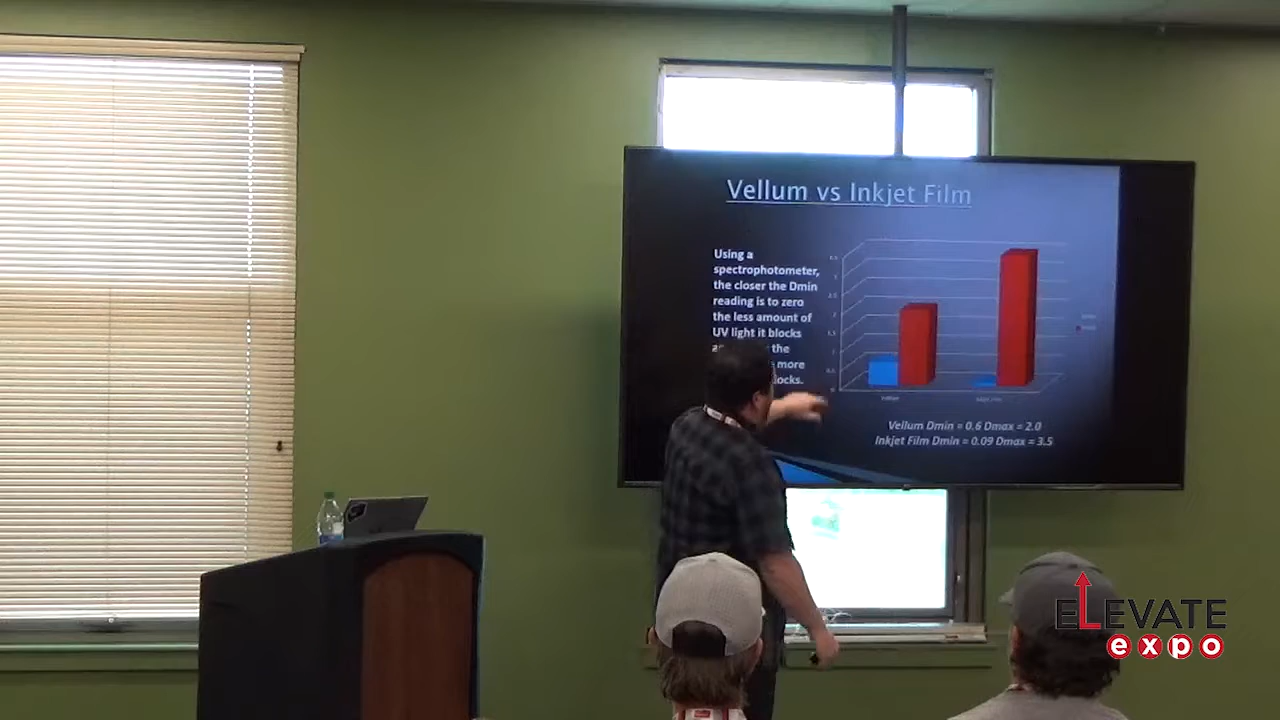 Vellum vs Inkjet Film
Using a
spectrophotometer,
the closer the Dmin
reading is to zero
the less amount of
UV light it blocks
the
more
Vellum Dmin = 0.6 Dmax = 2.0
Inkjet Film Dmin = 0.09 Dmax = 3.5
ELEVATE
expo